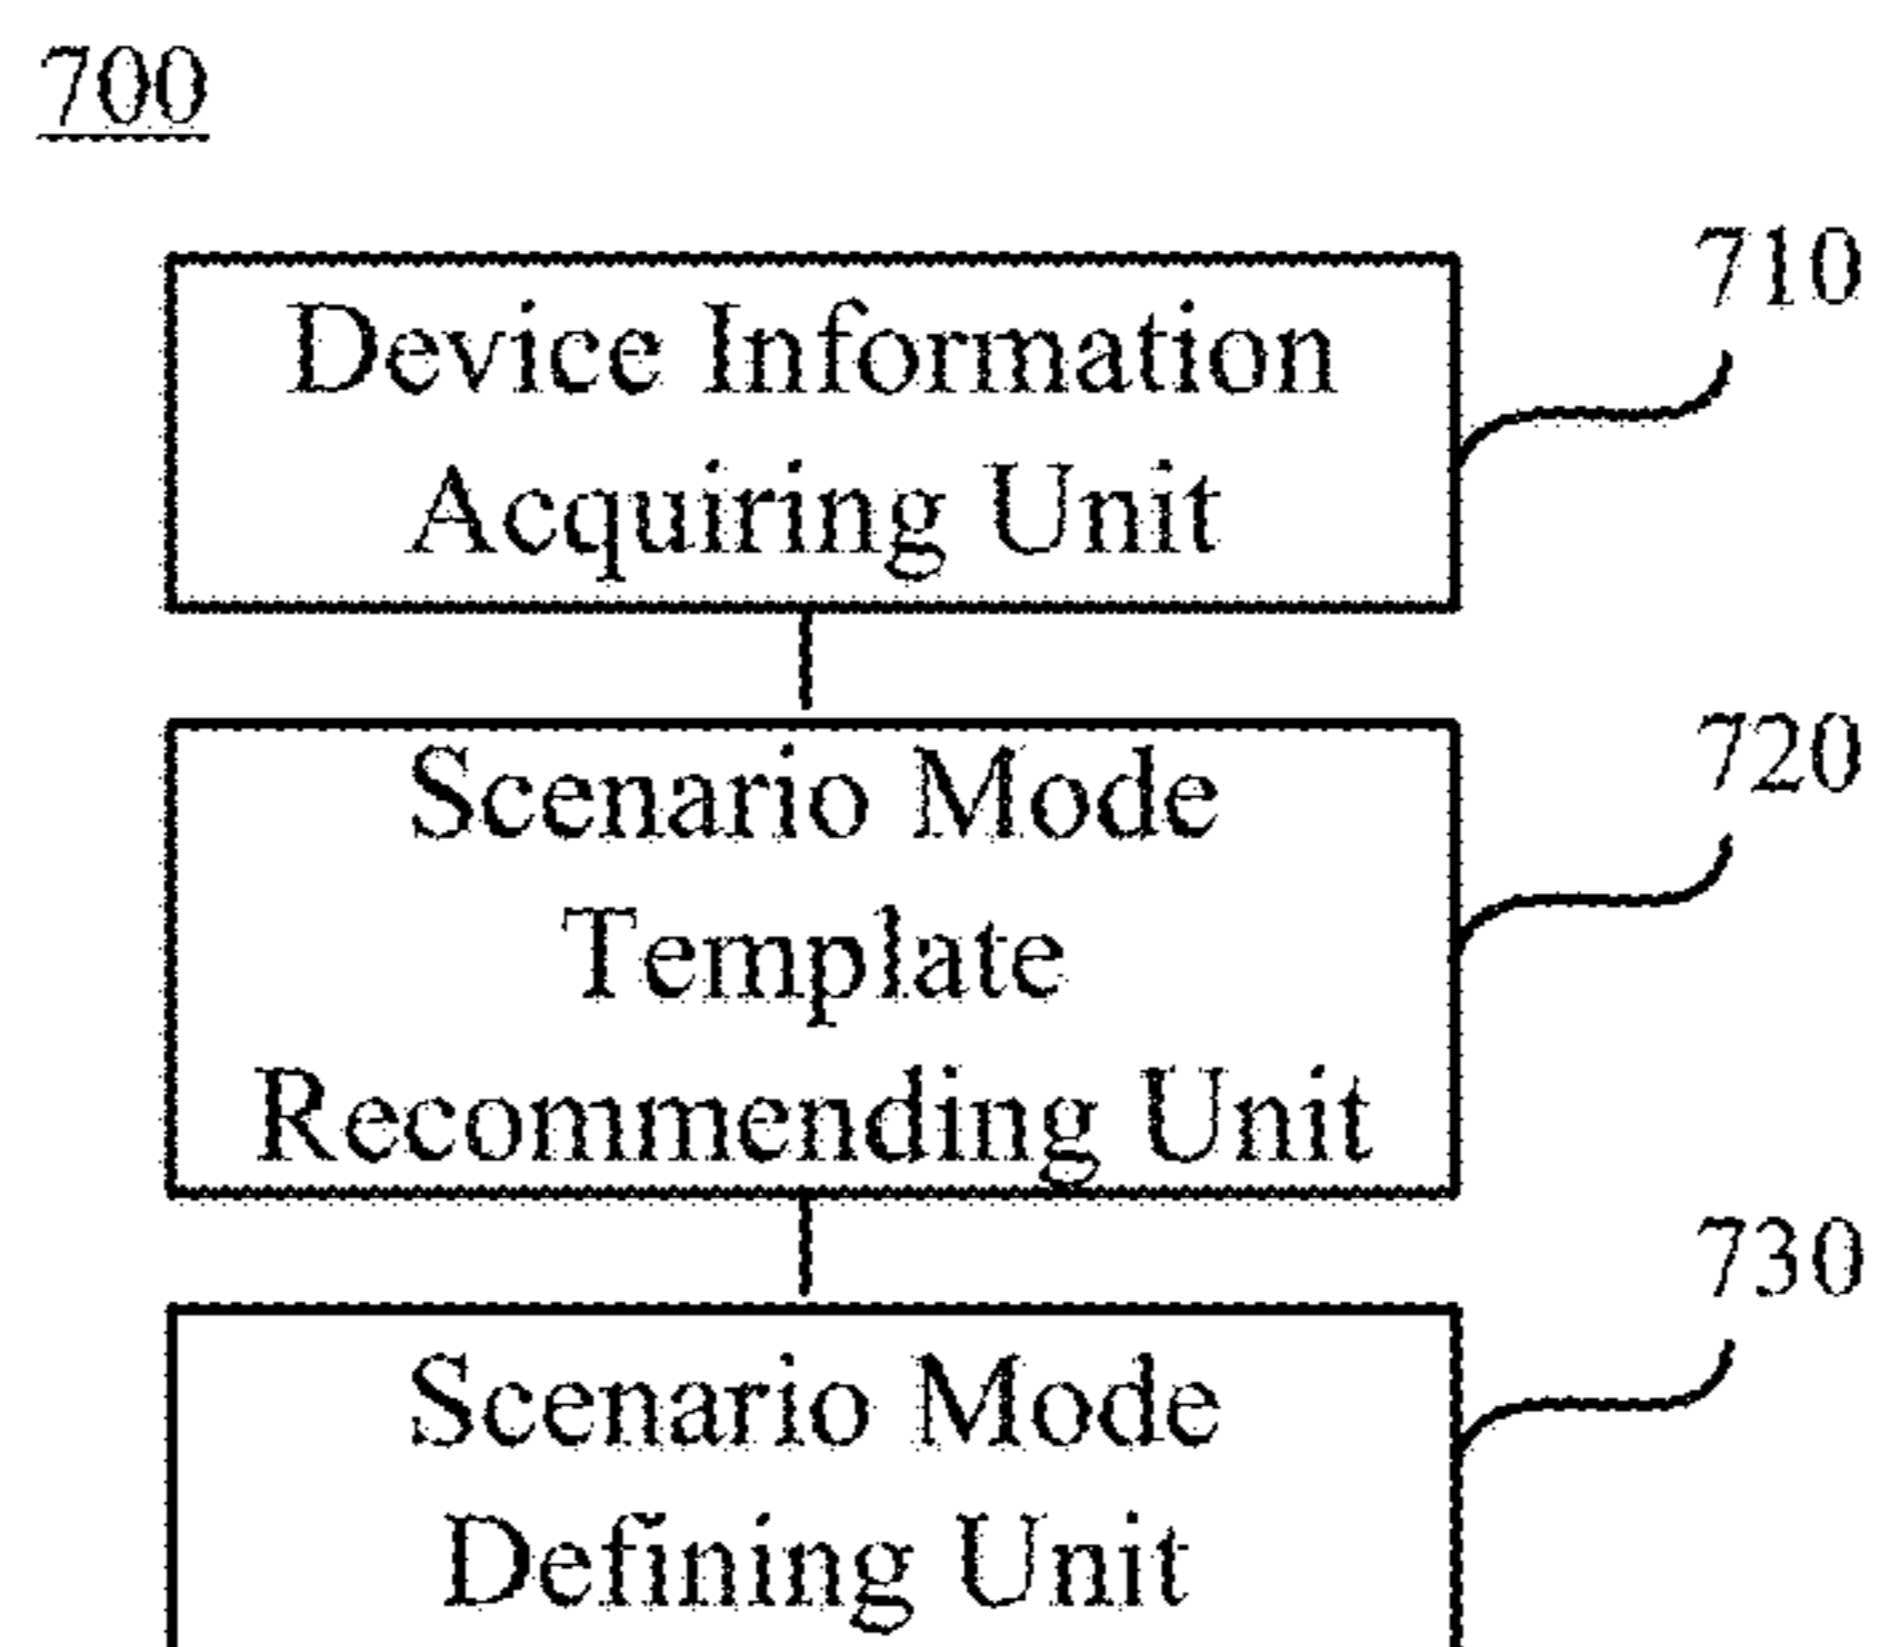 700
710
Device Information
Acquiring Unit
720
Scenario Mode
Template
Recommending Unit
730
Scenario Mode
Defining Unit